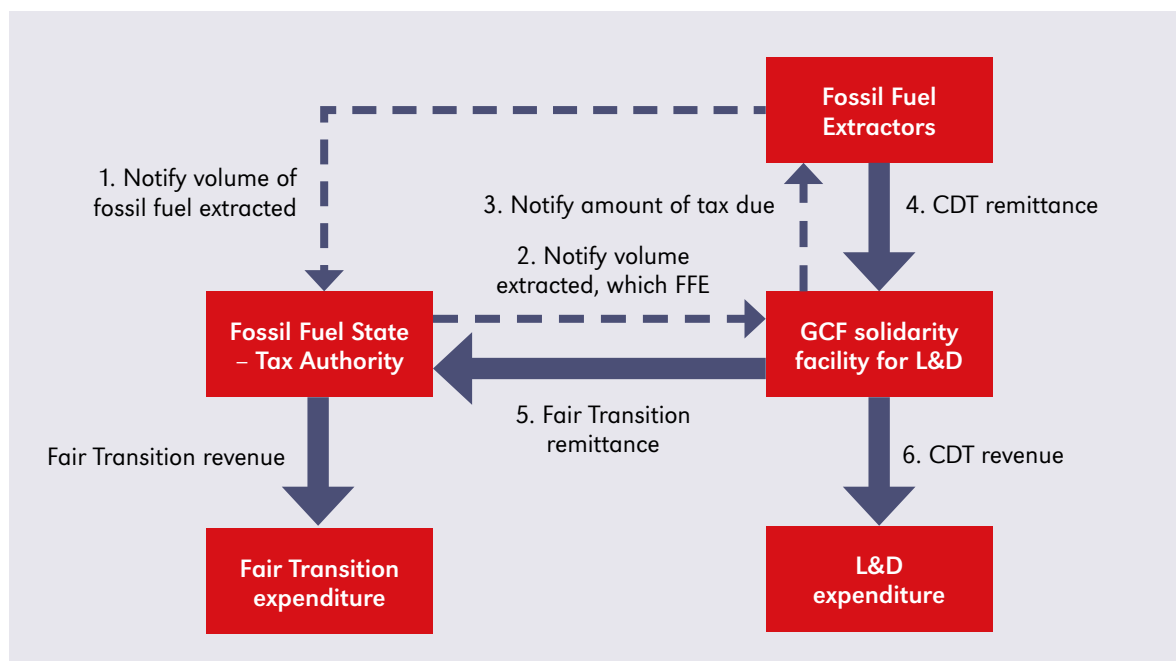 Fossil Fuel
Extractors
1. Notify volume of
fossil fuel extracted
3. Notify amount of tax due
4. CDT remittance
2. Notify volume
extracted, which FFE
Fossil Fuel State
– Tax Authority
GCF solidarity
facility for L&D
5. Fair Transition
remittance
Fair Transition revenue
6. CDT revenue
Fair Transition
expenditure
L&D
expenditure